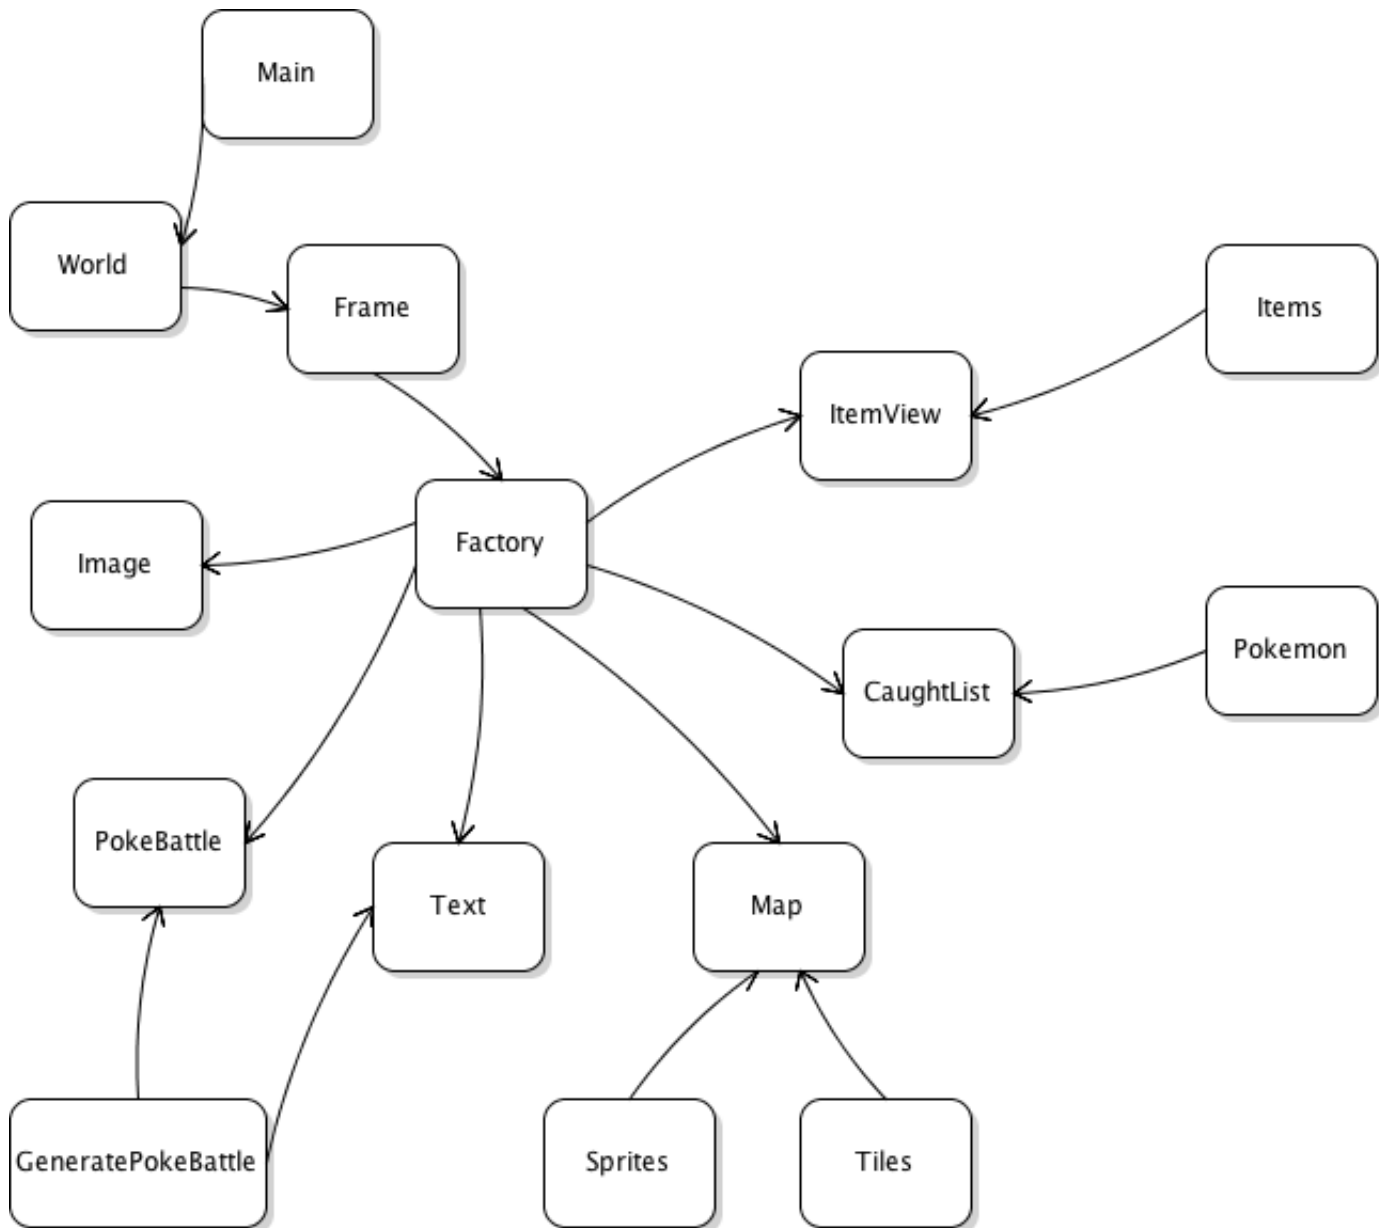 Main
World
Frame
Items
ItemView
Factory
Image
Pokemon
CaughtList
PokeBattle
Text
Map
GeneratePokeBattle
Sprites
Tiles